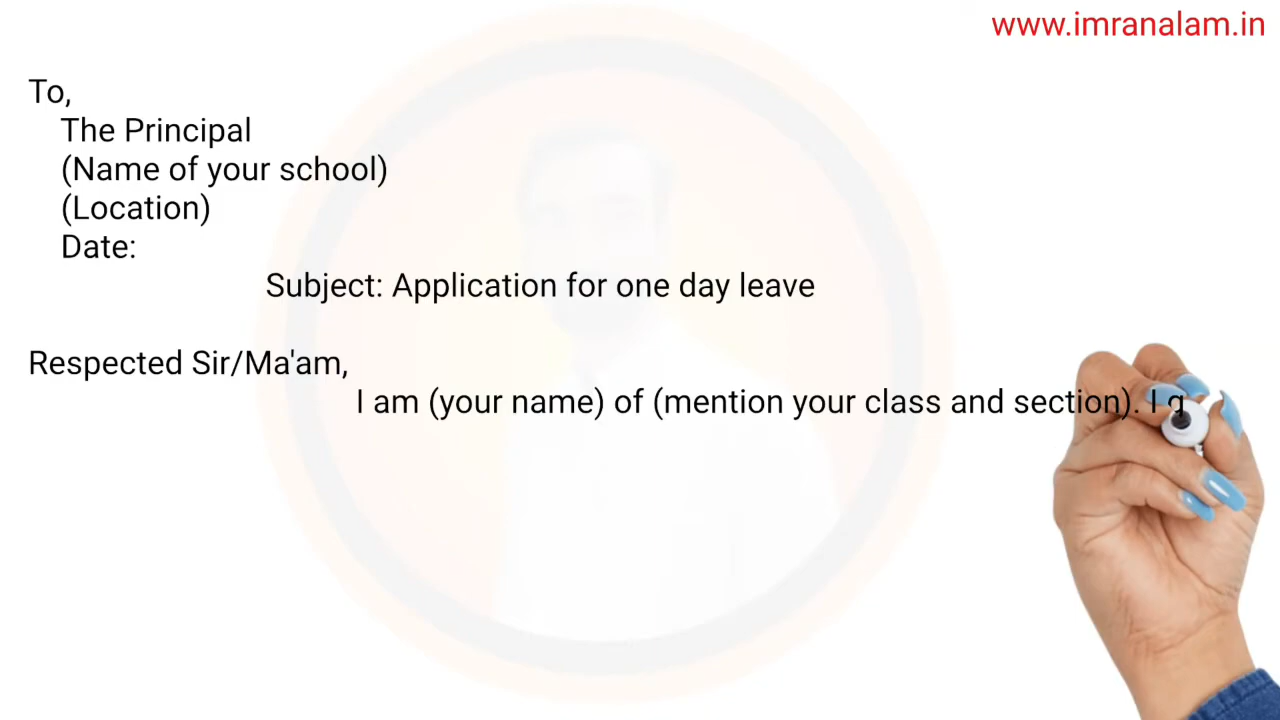 www.imranalam.in
To,
The Principal
(Name of your school)
(Location)
Date:
Subject: Application for one day leave
Respected Sir/Ma'am,
I am (your name) of (mention your class and section). I